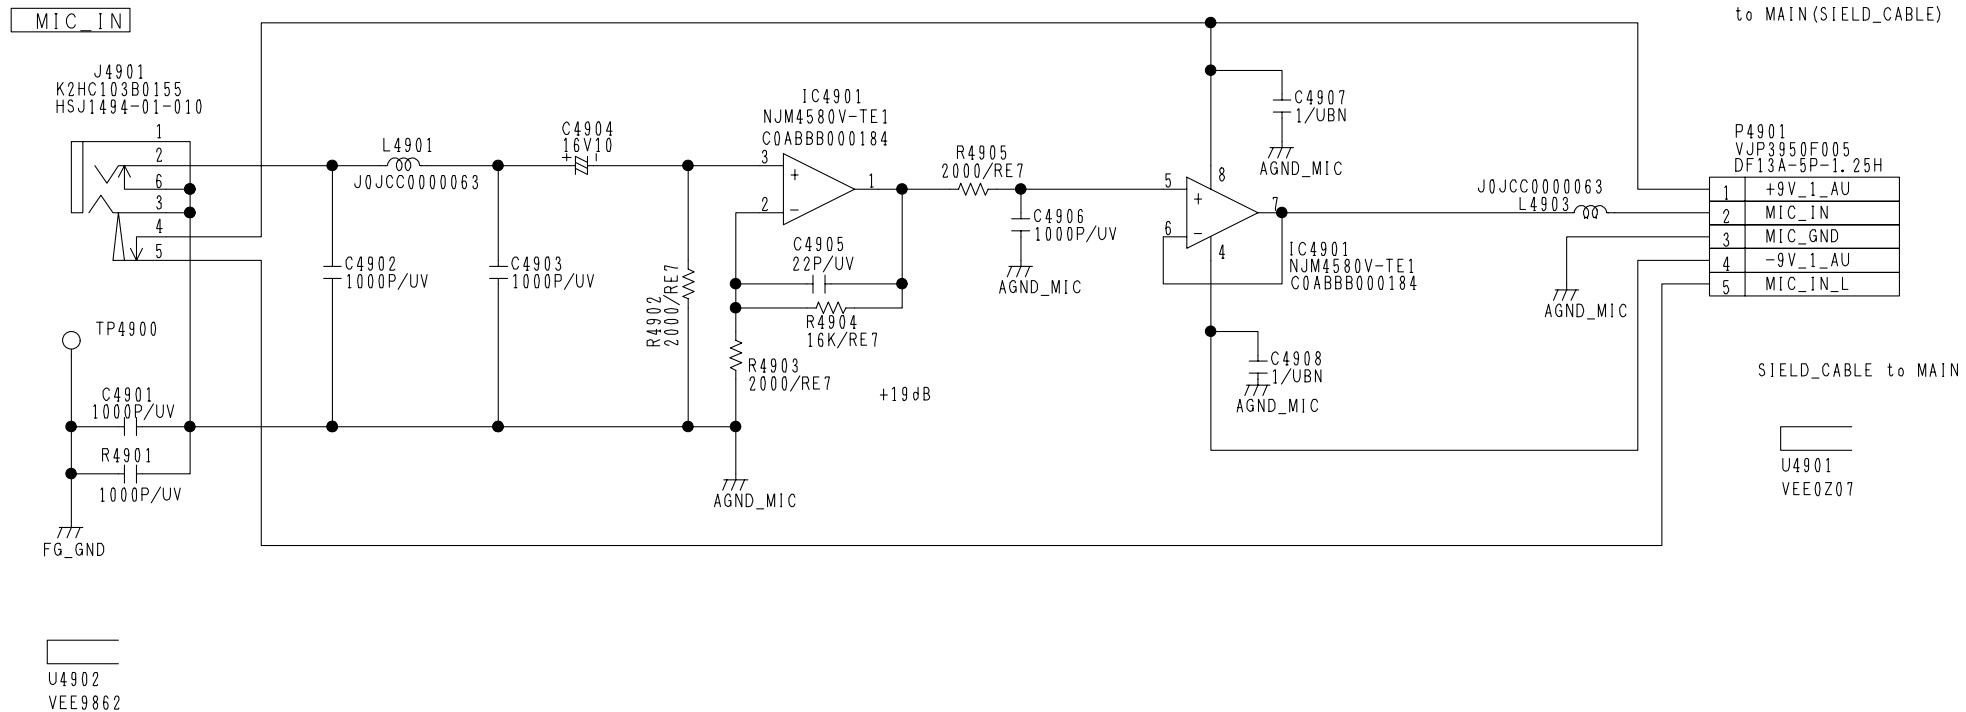 MIC_IN
to MAIN(SIELD_CABLE)
J4901
K2HC103B0155
HSJ1494-01-010
1
2
6
3
4
5
L4901
J0JCC0000063
C4904
16V10
+ -
IC4901
NJM4580V-TE1
C0ABBB000184
3
+
2
-
1
C4902
1000P/UV
C4903
1000P/UV
R4902
2000/RE7
C4905
22P/UV
R4904
16K/RE7
R4903
2000/RE7
+19dB
R4905
2000/RE7
C4906
1000P/UV
AGND_MIC
C4907
1/UBN
AGND_MIC
5
+
6
-
8
7
4
IC4901
NJM4580V-TE1
C0ABBB000184
C4908
1/UBN
AGND_MIC
J0JCC0000063
L4903
AGND_MIC
P4901
VJP3950F005
DF13A-5P-1.25H
1 +9V_1_AU
2 MIC_IN
3 MIC_GND
4 -9V_1_AU
5 MIC_IN_L
TP4900
C4901
1000P/UV
R4901
1000P/UV
FG_GND
AGND_MIC
SIELD_CABLE to MAIN
U4901
VEE0Z07
U4902
VEE9862